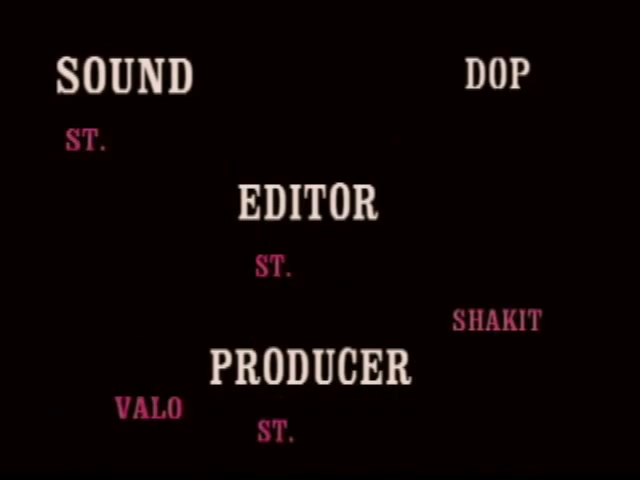 SOUND
DOP
ST.
EDITOR
ST.
SHAKIT
PRODUCER
VALO
ST.